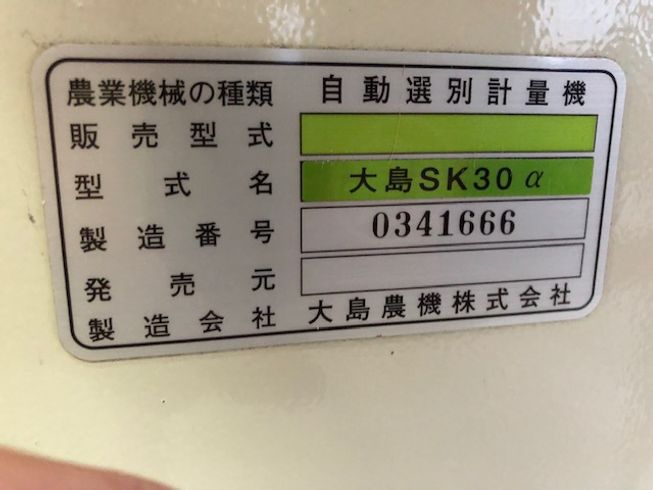 農業機械の種類 自動選別計量機
販売型式
型式名 大島SK30α
製造番号 0341666
発売元
製造会社 大島農機株式会社